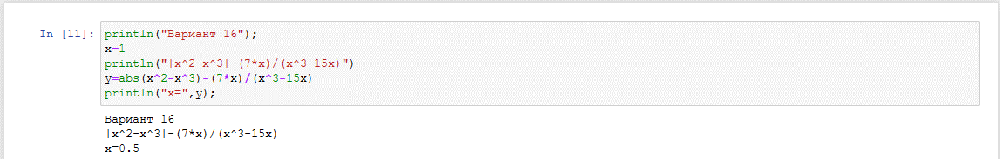 In [11]: println("Вариант 16");
x=1
println("|x^2-x^3|-(7*x)/(x^3-15x)")
y=abs(x^2-x^3)-(7*x)/(x^3-15x)
println("x=",y);
Вариант 16
|x^2-x^3|-(7*x)/(x^3-15x)
x=0.5